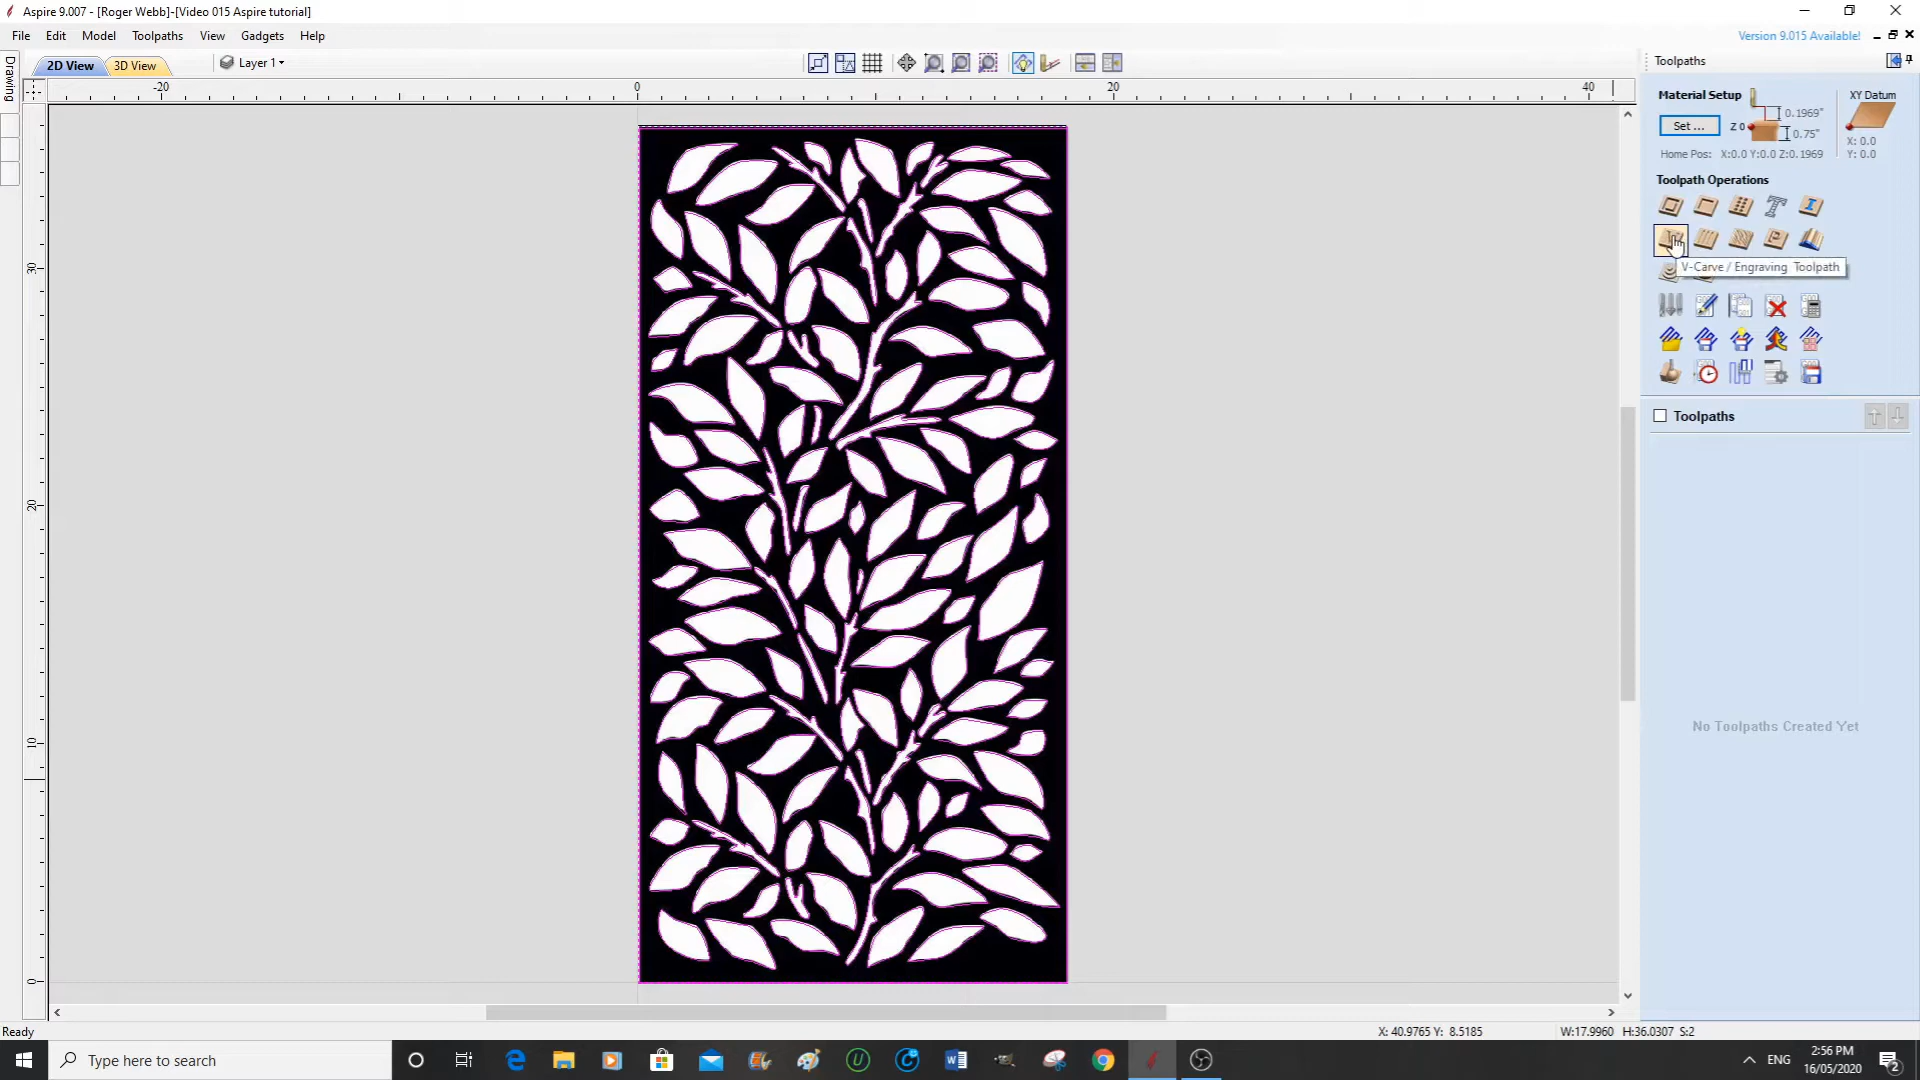 Aspire 9.007 - [Roger Webb]-[Video 015 Aspire tutorial]
File Edit Model Toolpaths View Gadgets Help
Version 9.015 Available!
Drawing
2D View 3D View Layer 1
Toolpaths
-20 0 20 40
30
20
10
0
Material Setup
XY Datum
0.1969"
Set ...
Z 0
0.75"
X: 0.0
Y: 0.0
Home Pos: X:0.0 Y:0.0 Z:0.1969
Toolpath Operations
V-Carve / Engraving Toolpath
Toolpaths
No Toolpaths Created Yet
Ready
X: 40.9765 Y: 8.5185
W:17.9960 H:36.0307 S:2
Type here to search
ENG
2:56 PM
16/05/2020
2